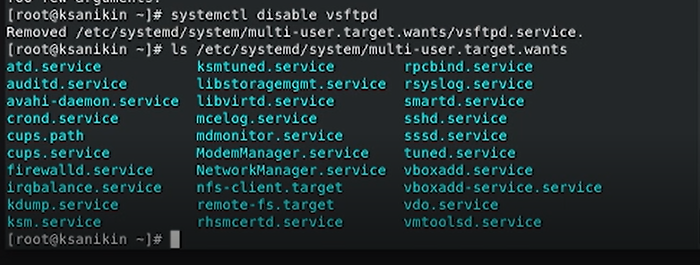 Too few arguments.
[root@ksanikin ~]# systemctl disable vsftpd
Removed /etc/systemd/system/multi-user.target.wants/vsftpd.service.
[root@ksanikin ~]# ls /etc/systemd/system/multi-user.target.wants
atd.service ksmtuned.service rpcbind.service
auditd.service libstoragemgmt.service rsyslog.service
avahi-daemon.service libvirtd.service smartd.service
crond.service mcelog.service sshd.service
cups.path mdmonitor.service sssd.service
cups.service ModemManager.service tuned.service
firewalld.service NetworkManager.service vboxadd.service
irqbalance.service nfs-client.target vboxadd-service.service
kdump.service remote-fs.target vdo.service
ksm.service rhsmcertd.service vmtoolsd.service
[root@ksanikin ~]#